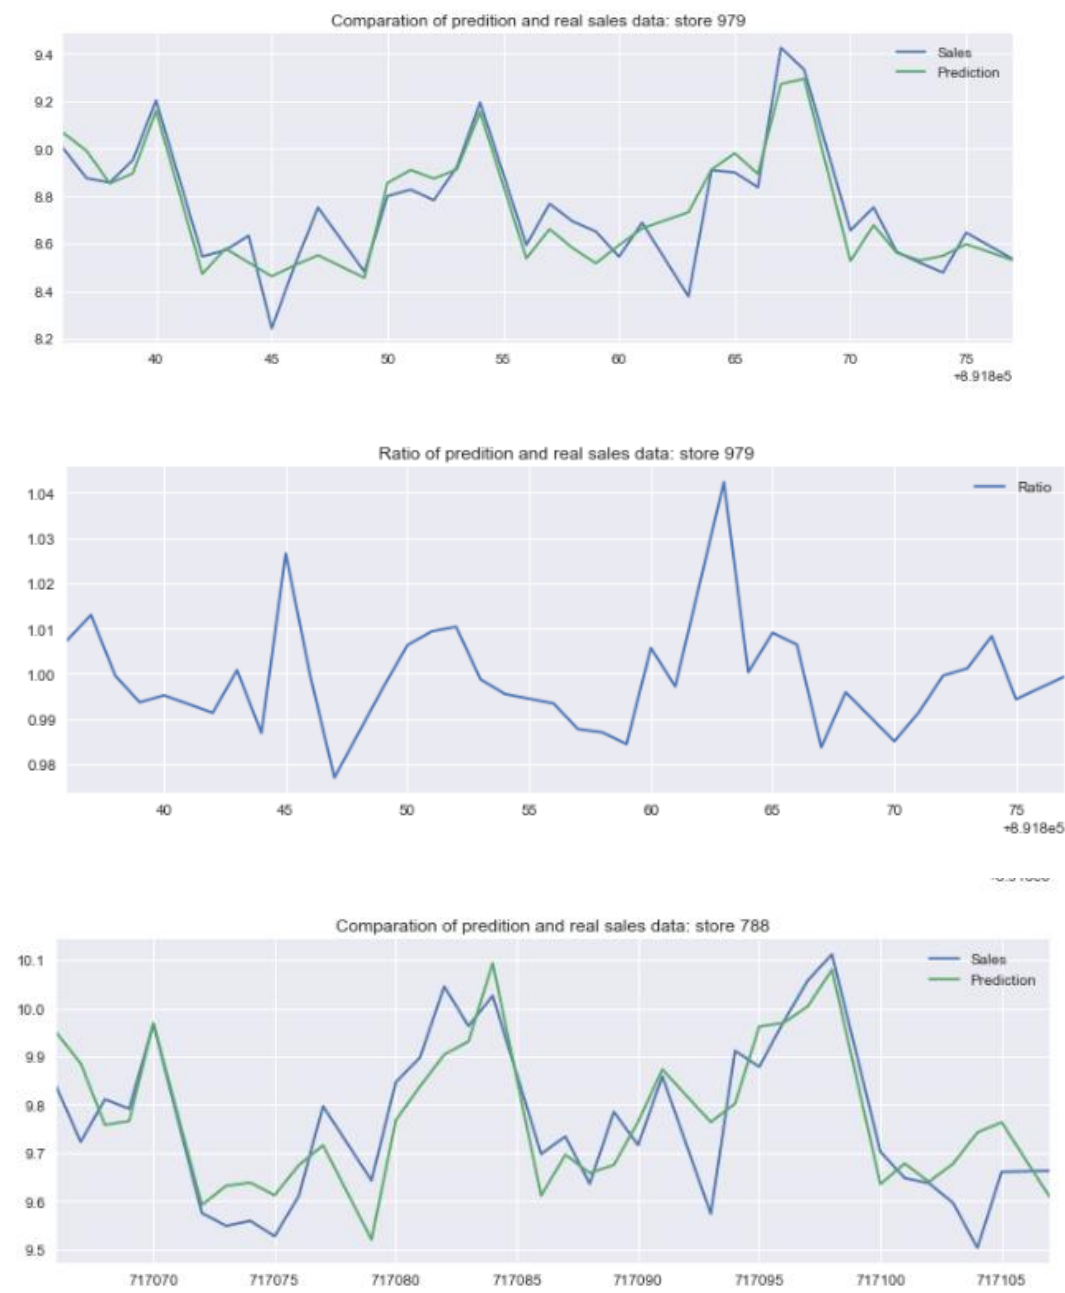 Comparation of predition and real sales data: store 979
Sales
Prediction
9.4
9.2
9.0
8.8
8.6
8.4
8.2
40 45 50 55 60 65 70 75
+8.918e5
Ratio of predition and real sales data: store 979
Ratio
1.04
1.03
1.02
1.01
1.00
0.99
0.98
40 45 50 55 60 65 70 75
+8.918e5
Comparation of predition and real sales data: store 788
Sales
Prediction
10.1
10.0
9.9
9.8
9.7
9.6
9.5
717070 717075 717080 717085 717090 717095 717100 717105